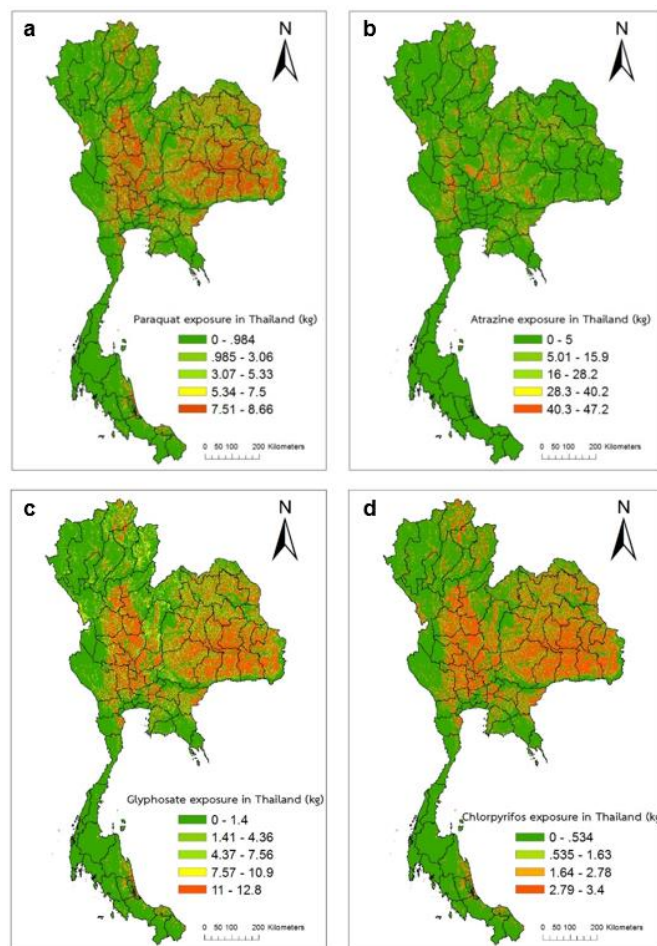 a
N
Paraquat exposure in Thailand (kg)
0 - .984
.985 - 3.06
3.07 - 5.33
5.34 - 7.5
7.51 - 8.66
0 50 100 200 Kilometers
b
N
Atrazine exposure in Thailand (kg)
0 - 5
5.01 - 15.9
16 - 28.2
28.3 - 40.2
40.3 - 47.2
0 50 100 200 Kilometers
c
N
Glyphosate exposure in Thailand (kg)
0 - 1.4
1.41 - 4.36
4.37 - 7.56
7.57 - 10.9
11 - 12.8
0 50 100 200 Kilometers
d
N
Chlorpyrifos exposure in Thailand (kg
0 - .534
.535 - 1.63
1.64 - 2.78
2.79 - 3.4
0 50 100 200 Kilometers